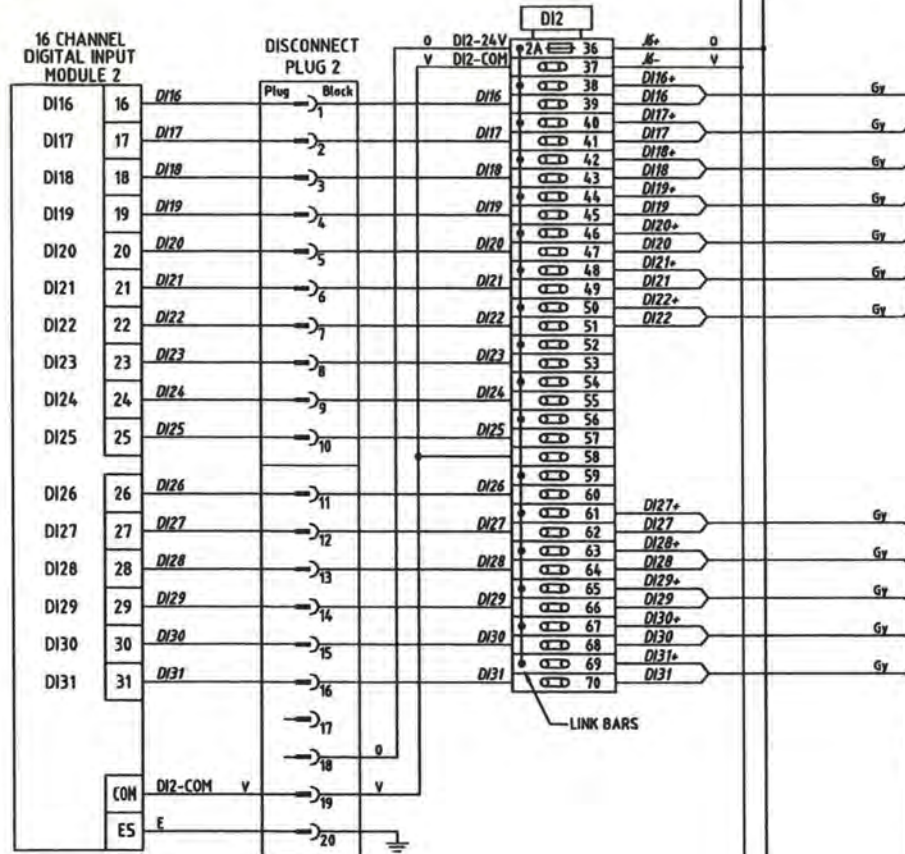 DI2
16 CHANNEL
DIGITAL INPUT
MODULE 2
DISCONNECT
PLUG 2
Plug Block
O DI2-24V 2A 36 J6+ O
V DI2-COM 37 J6- V
DI16 16 DI16 1 DI16 38 DI16+ Gy
39 DI16
DI17 17 DI17 2 DI17 40 DI17+ Gy
41 DI17
DI18 18 DI18 3 DI18 42 DI18+ Gy
43 DI18
DI19 19 DI19 4 DI19 44 DI19+ Gy
45 DI19
DI20 20 DI20 5 DI20 46 DI20+ Gy
47 DI20
DI21 21 DI21 6 DI21 48 DI21+ Gy
49 DI21
DI22 22 DI22 7 DI22 50 DI22+ Gy
51 DI22
DI23 23 DI23 8 DI23 52
53
DI24 24 DI24 9 DI24 54
55
DI25 25 DI25 10 DI25 56
57
58
59
DI26 26 DI26 11 DI26 60
61 DI27+
DI27 27 DI27 12 DI27 62 DI27 Gy
63 DI28+
DI28 28 DI28 13 DI28 64 DI28 Gy
65 DI29+
DI29 29 DI29 14 DI29 66 DI29 Gy
67 DI30+
DI30 30 DI30 15 DI30 68 DI30 Gy
69 DI31+
DI31 31 DI31 16 DI31 70 DI31 Gy
17
LINK BARS
18 O
COM DI2-COM V 19 V
ES E 20